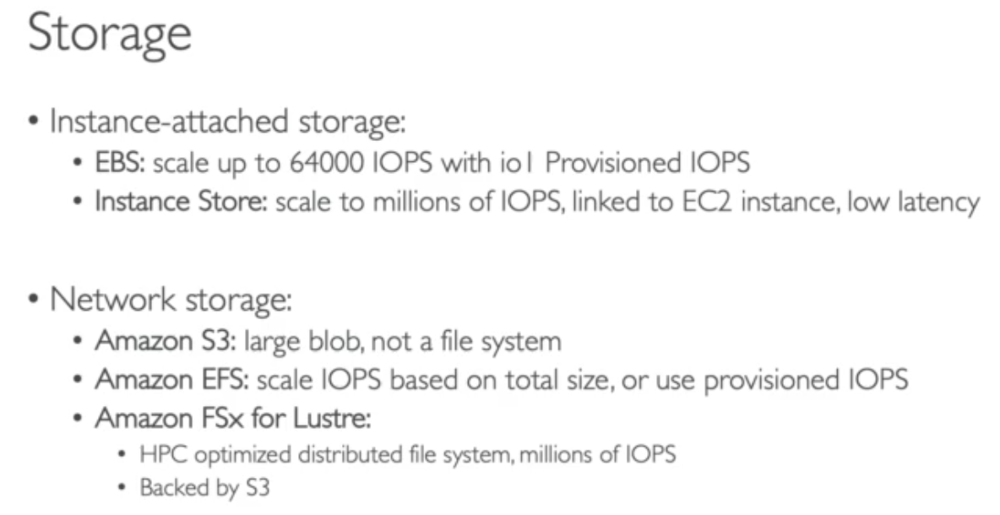 Storage
• Instance-attached storage:
• EBS: scale up to 64000 IOPS with io1 Provisioned IOPS
• Instance Store: scale to millions of IOPS, linked to EC2 instance, low latency
• Network storage:
• Amazon S3: large blob, not a file system
• Amazon EFS: scale IOPS based on total size, or use provisioned IOPS
• Amazon FSx for Lustre:
• HPC optimized distributed file system, millions of IOPS
• Backed by S3